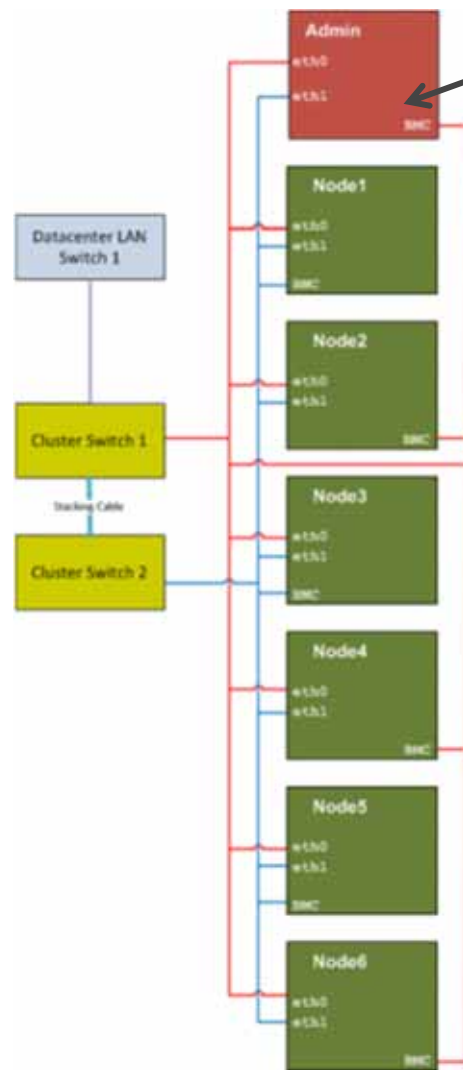 Admin
eth0
eth1
BMC
Node1
eth0
eth1
BMC
Datacenter LAN
Switch 1
Node2
eth0
eth1
BMC
Cluster Switch 1
Stacking Cable
Cluster Switch 2
Node3
eth0
eth1
BMC
Node4
eth0
eth1
BMC
Node5
eth0
eth1
BMC
Node6
eth0
eth1
BMC